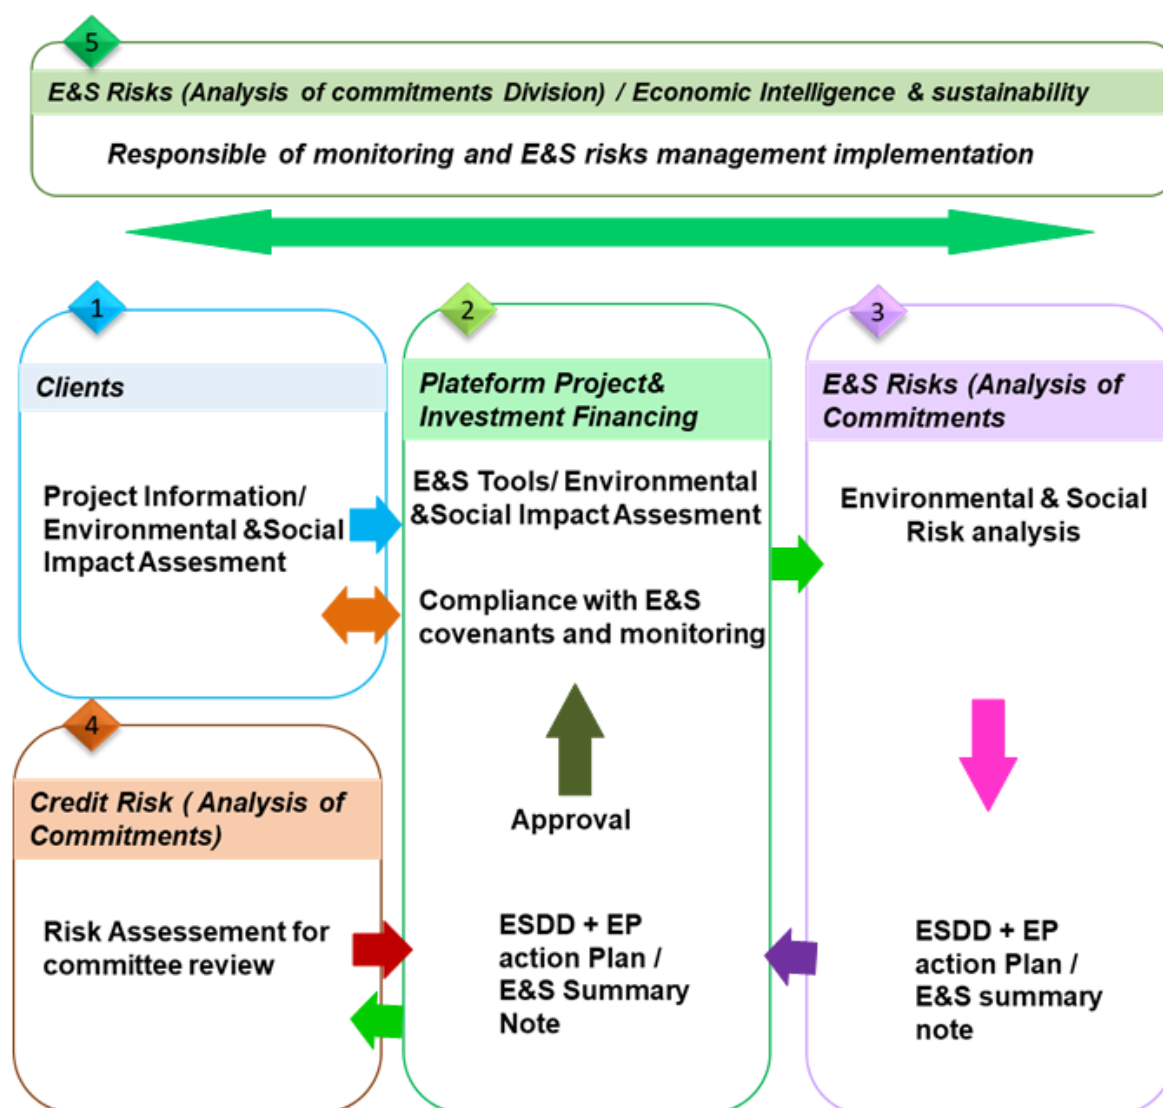 5
E&S Risks (Analysis of commitments Division) / Economic Intelligence & sustainability
Responsible of monitoring and E&S risks management implementation
1
Clients
Project Information/
Environmental &Social
Impact Assesment
2
Plateform Project&
Investment Financing
E&S Tools/ Environmental
&Social Impact Assesment
Compliance with E&S
covenants and monitoring
Approval
ESDD + EP
action Plan /
E&S Summary
Note
3
E&S Risks (Analysis of
Commitments
Environmental & Social
Risk analysis
ESDD + EP
action Plan /
E&S summary
note
4
Credit Risk ( Analysis of
Commitments)
Risk Assessement for
committee review